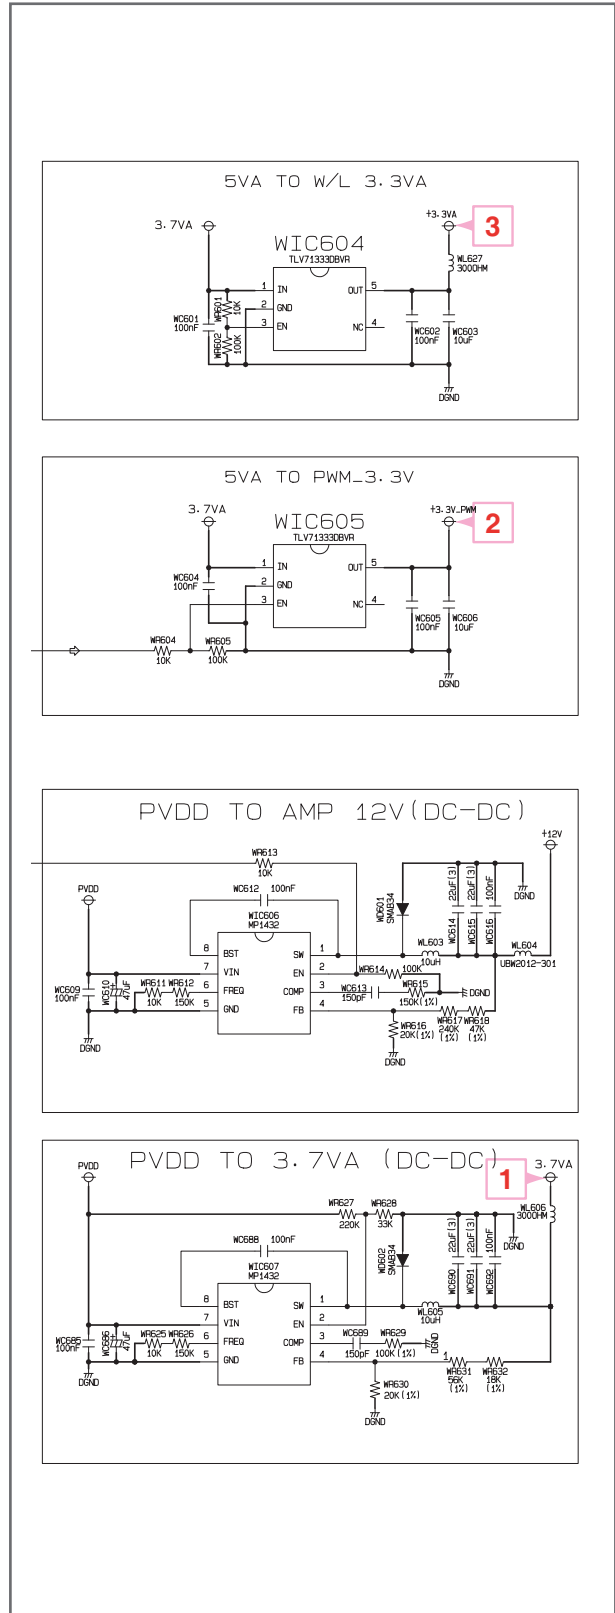 5VA TO W/L 3.3VA
3.7VA
+3.3VA
3
WIC604
TLV71333DBVR
WL627
300OHM
1 IN
OUT 5
2 GND
3 EN
NC 4
WR601
10K
WC601
100nF
WR602
100K
WC602
100nF
WC603
10uF
DGND
5VA TO PWM_3.3V
3.7VA
+3.3V_PWM
2
WIC605
TLV71333DBVR
1 IN
OUT 5
2 GND
3 EN
NC 4
WC604
100nF
WC605
100nF
WC606
10uF
WR604
10K
WR605
100K
DGND
PVDD TO AMP 12V(DC-DC)
+12V
WR613
10K
PVDD
WC612 100nF
WIC606
MP1432
WD601
SMAB34
22uF(3)
22uF(3)
100nF
WC614
WC615
WC616
DGND
8 BST
SW 1
WL603
10uH
WL604
UBW2012-301
7 VIN
EN 2
WR614 100K
6 FREQ
COMP 3
WC613
150pF
WR615
150K(1%)
DGND
5 GND
FB 4
WC609
100nF
WC610
47uF
WR611
10K
WR612
150K
WR616
20K(1%)
WR617
240K
(1%)
WR618
47K
(1%)
DGND
DGND
PVDD TO 3.7VA (DC-DC)
1
3.7VA
PVDD
WL606
300OHM
WR627
220K
WR628
33K
WC688 100nF
WIC607
MP1432
WD602
SMAB34
22uF(3)
22uF(3)
100nF
WC690
WC691
WC692
DGND
8 BST
SW 1
WL605
10uH
7 VIN
EN 2
6 FREQ
COMP 3
WC689
150pF
WR629
100K(1%)
DGND
5 GND
FB 4
WC685
100nF
WC686
47uF
WR625
10K
WR626
150K
WR630
20K(1%)
1
WR631
56K
(1%)
WR632
18K
(1%)
DGND
DGND